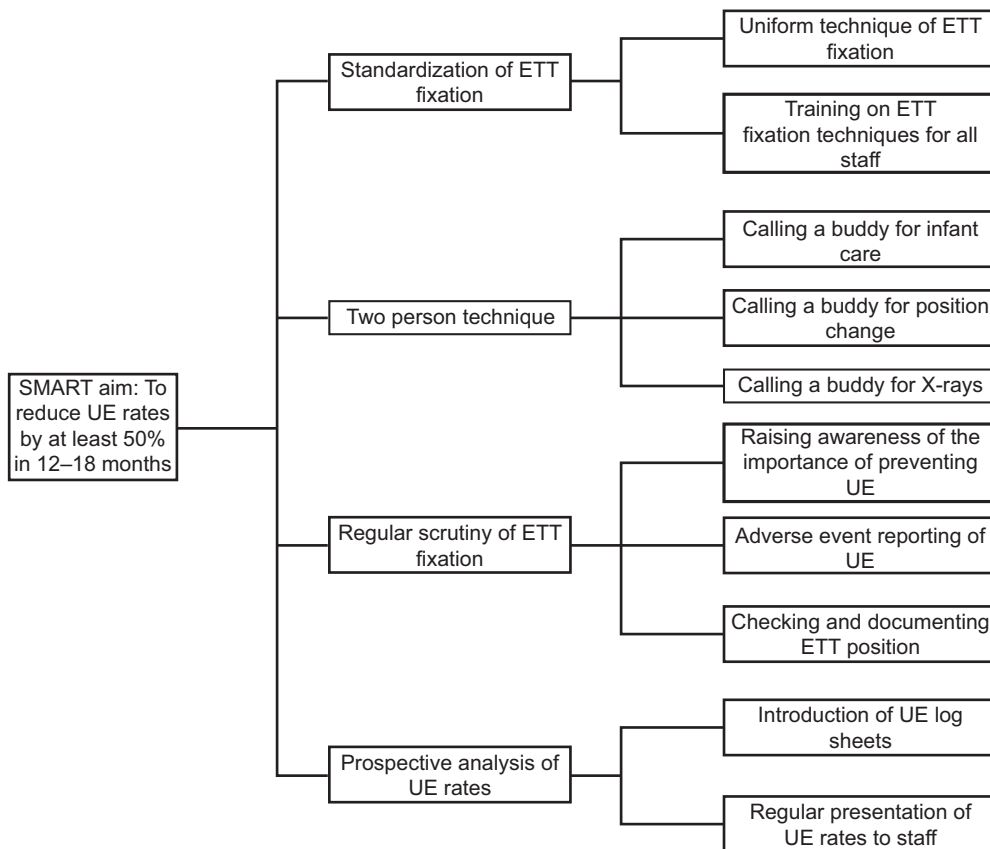 SMART aim: To
reduce UE rates
by at least 50%
in 12–18 months
Standardization of ETT
fixation
Uniform technique of ETT
fixation
Training on ETT
fixation techniques for all
staff
Two person technique
Calling a buddy for infant
care
Calling a buddy for position
change
Calling a buddy for X-rays
Regular scrutiny of ETT
fixation
Raising awareness of the
importance of preventing
UE
Adverse event reporting of
UE
Checking and documenting
ETT position
Prospective analysis of
UE rates
Introduction of UE log
sheets
Regular presentation of
UE rates to staff